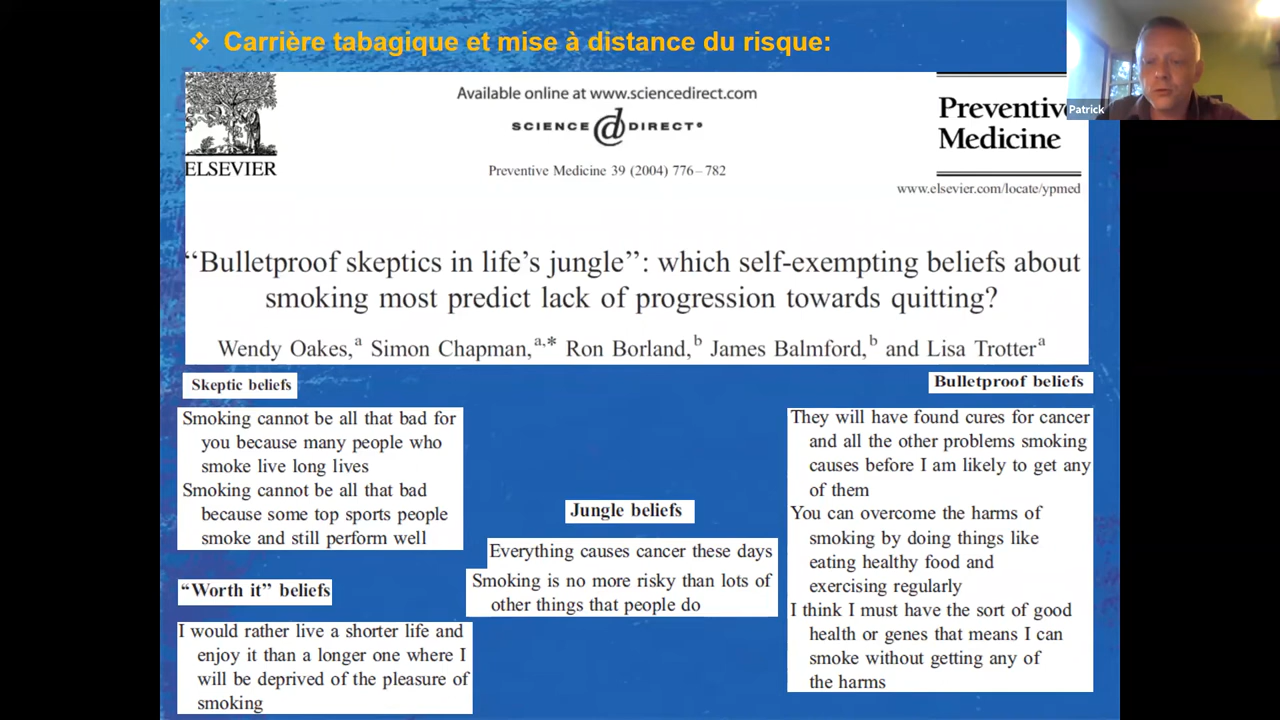 ❖ Carrière tabagique et mise à distance du risque:
Patrick
ELSEVIER
Available online at www.sciencedirect.com
SCIENCE @ DIRECT®
Preventive Medicine 39 (2004) 776–782
Preventive
Medicine
www.elsevier.com/locate/ypmed
“Bulletproof skeptics in life’s jungle”: which self-exempting beliefs about
smoking most predict lack of progression towards quitting?
Wendy Oakes,a Simon Chapman,a,* Ron Borland,b James Balmford,b and Lisa Trottera
Skeptic beliefs
Smoking cannot be all that bad for
you because many people who
smoke live long lives
Smoking cannot be all that bad
because some top sports people
smoke and still perform well
“Worth it” beliefs
I would rather live a shorter life and
enjoy it than a longer one where I
will be deprived of the pleasure of
smoking
Jungle beliefs
Everything causes cancer these days
Smoking is no more risky than lots of
other things that people do
Bulletproof beliefs
They will have found cures for cancer
and all the other problems smoking
causes before I am likely to get any
of them
You can overcome the harms of
smoking by doing things like
eating healthy food and
exercising regularly
I think I must have the sort of good
health or genes that means I can
smoke without getting any of
the harms